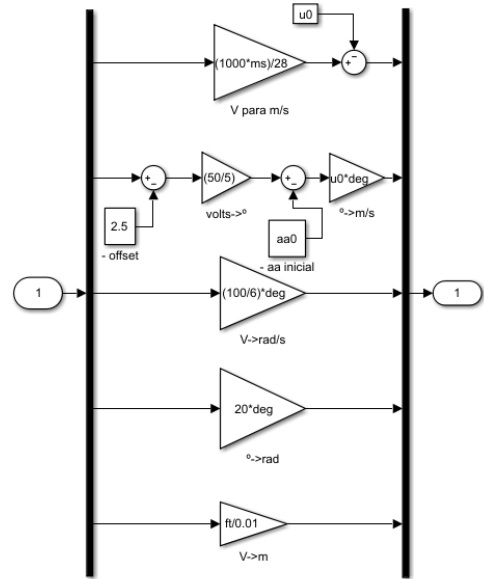 u0
(1000*ms)/28
V para m/s
2.5
- offset
(50/5)
volts->º
aa0
- aa inicial
u0*deg
º->m/s
1
(100/6)*deg
V->rad/s
1
20*deg
º->rad
ft/0.01
V->m